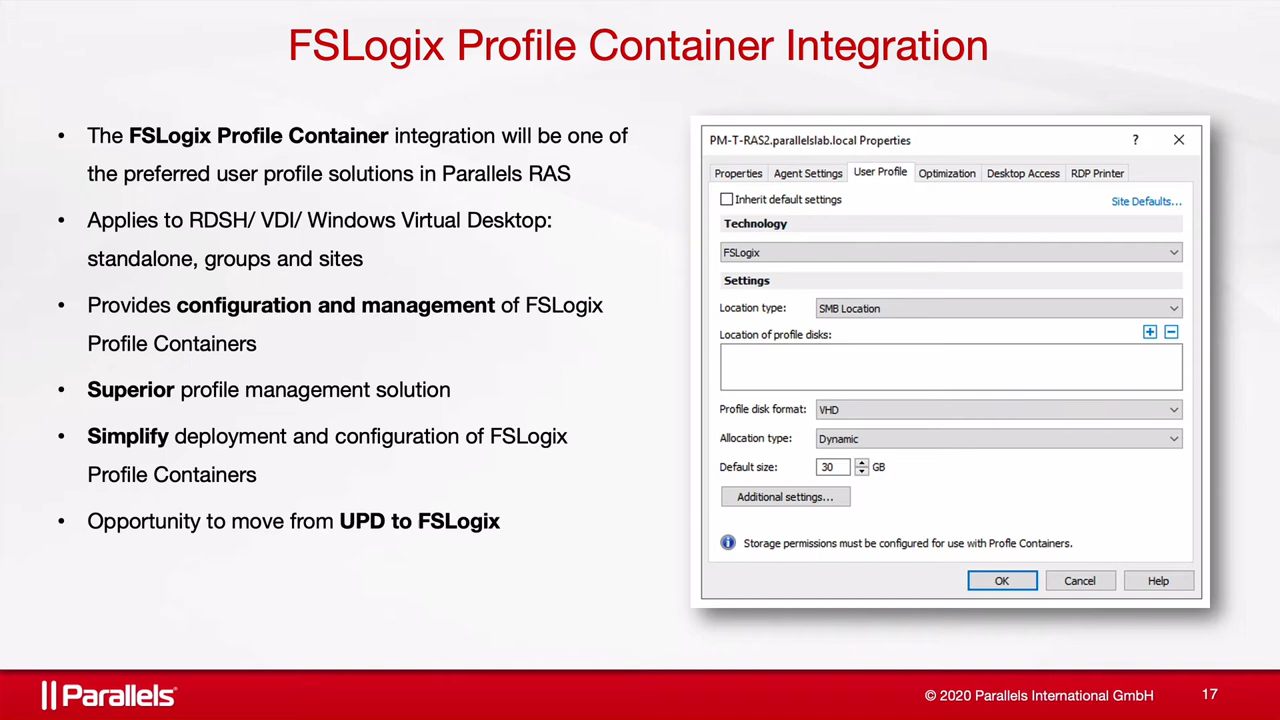 FSLogix Profile Container Integration
• The FSLogix Profile Container integration will be one of
the preferred user profile solutions in Parallels RAS
• Applies to RDSH/ VDI/ Windows Virtual Desktop:
standalone, groups and sites
• Provides configuration and management of FSLogix
Profile Containers
• Superior profile management solution
• Simplify deployment and configuration of FSLogix
Profile Containers
• Opportunity to move from UPD to FSLogix
PM-T-RAS2.parallelslab.local Properties
Properties Agent Settings User Profile Optimization Desktop Access RDP Printer
Inherit default settings
Site Defaults...
Technology
FSLogix
Settings
Location type: SMB Location
Location of profile disks:
Profile disk format: VHD
Allocation type: Dynamic
Default size: 30 GB
Additional settings...
Storage permissions must be configured for use with Profle Containers.
OK Cancel Help
Parallels®
© 2020 Parallels International GmbH
17